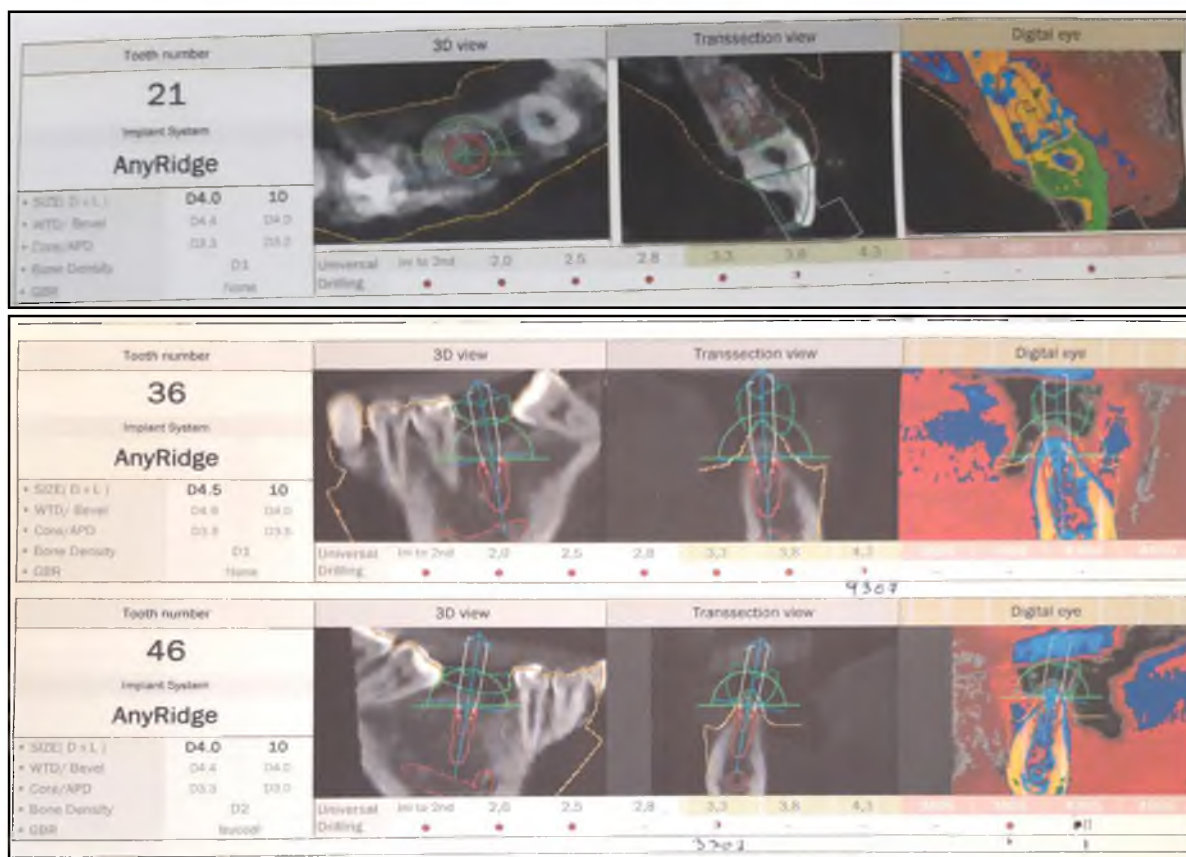 Tooth number 3D view Transsection view Digital eye
21
Implant System
AnyRidge
• SIZE( D x L ) D4.0 10
• WTD/ Bevel D4.4 D4.0
• Core/APD D3.3
• Bone Density D1
• GBR None
Universal Drilling Ini to 2nd 2.0 2.5 2.8 3.3 3.8 4.3
Tooth number 3D view Transsection view Digital eye
36
Implant System
AnyRidge
• SIZE( D x L ) D4.5 10
• WTD/ Bevel D4.8 D4.0
• Core/APD D3.3
• Bone Density D1
• GBR None
Universal Drilling Ini to 2nd 2.0 2.5 2.8 3.3 3.8 4.3
Tooth number 3D view Transsection view Digital eye
46
Implant System
AnyRidge
• SIZE( D x L ) D4.0 10
• WTD/ Bevel D4.4 D4.0
• Core/APD D3.3 D3.0
• Bone Density D2
• GBR
Universal Drilling Ini to 2nd 2.0 2.5 2.8 3.3 3.8 4.3